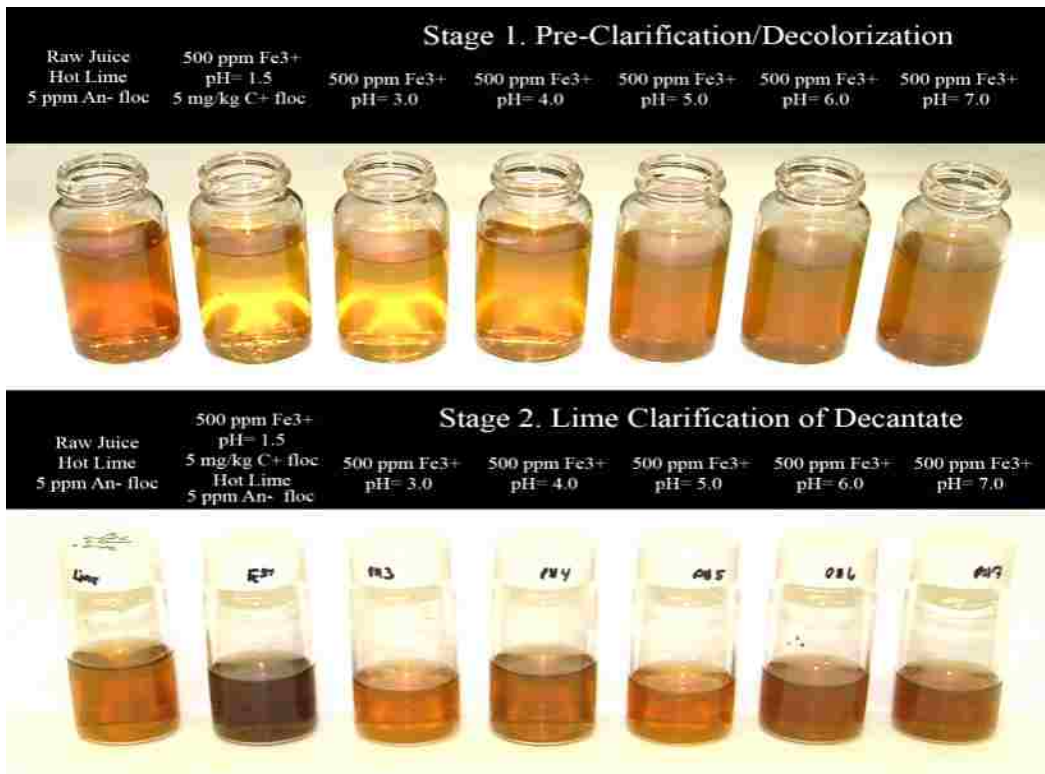 Stage 1. Pre-Clarification/Decolorization
Raw Juice
Hot Lime
5 ppm An- floc
500 ppm Fe3+
pH= 1.5
5 mg/kg C+ floc
500 ppm Fe3+
pH= 3.0
500 ppm Fe3+
pH= 4.0
500 ppm Fe3+
pH= 5.0
500 ppm Fe3+
pH= 6.0
500 ppm Fe3+
pH= 7.0
Stage 2. Lime Clarification of Decantate
Raw Juice
Hot Lime
5 ppm An- floc
500 ppm Fe3+
pH= 1.5
5 mg/kg C+ floc
Hot Lime
5 ppm An- floc
500 ppm Fe3+
pH= 3.0
500 ppm Fe3+
pH= 4.0
500 ppm Fe3+
pH= 5.0
500 ppm Fe3+
pH= 6.0
500 ppm Fe3+
pH= 7.0
Lime
PH3
PH4
PH5
PH6
PH7